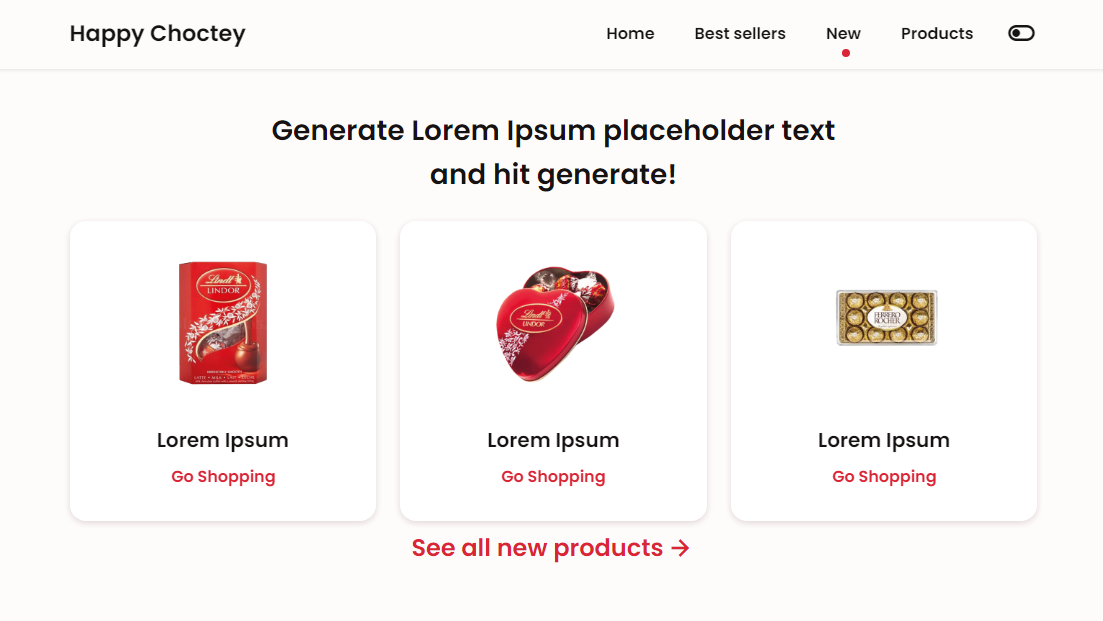 Happy Choctey
Home Best sellers New Products
Generate Lorem Ipsum placeholder text
and hit generate!
Lindt
LINDOR
Lindt
LINDOR
FERRERO
ROCHER
Lorem Ipsum
Lorem Ipsum
Lorem Ipsum
Go Shopping
Go Shopping
Go Shopping
See all new products →